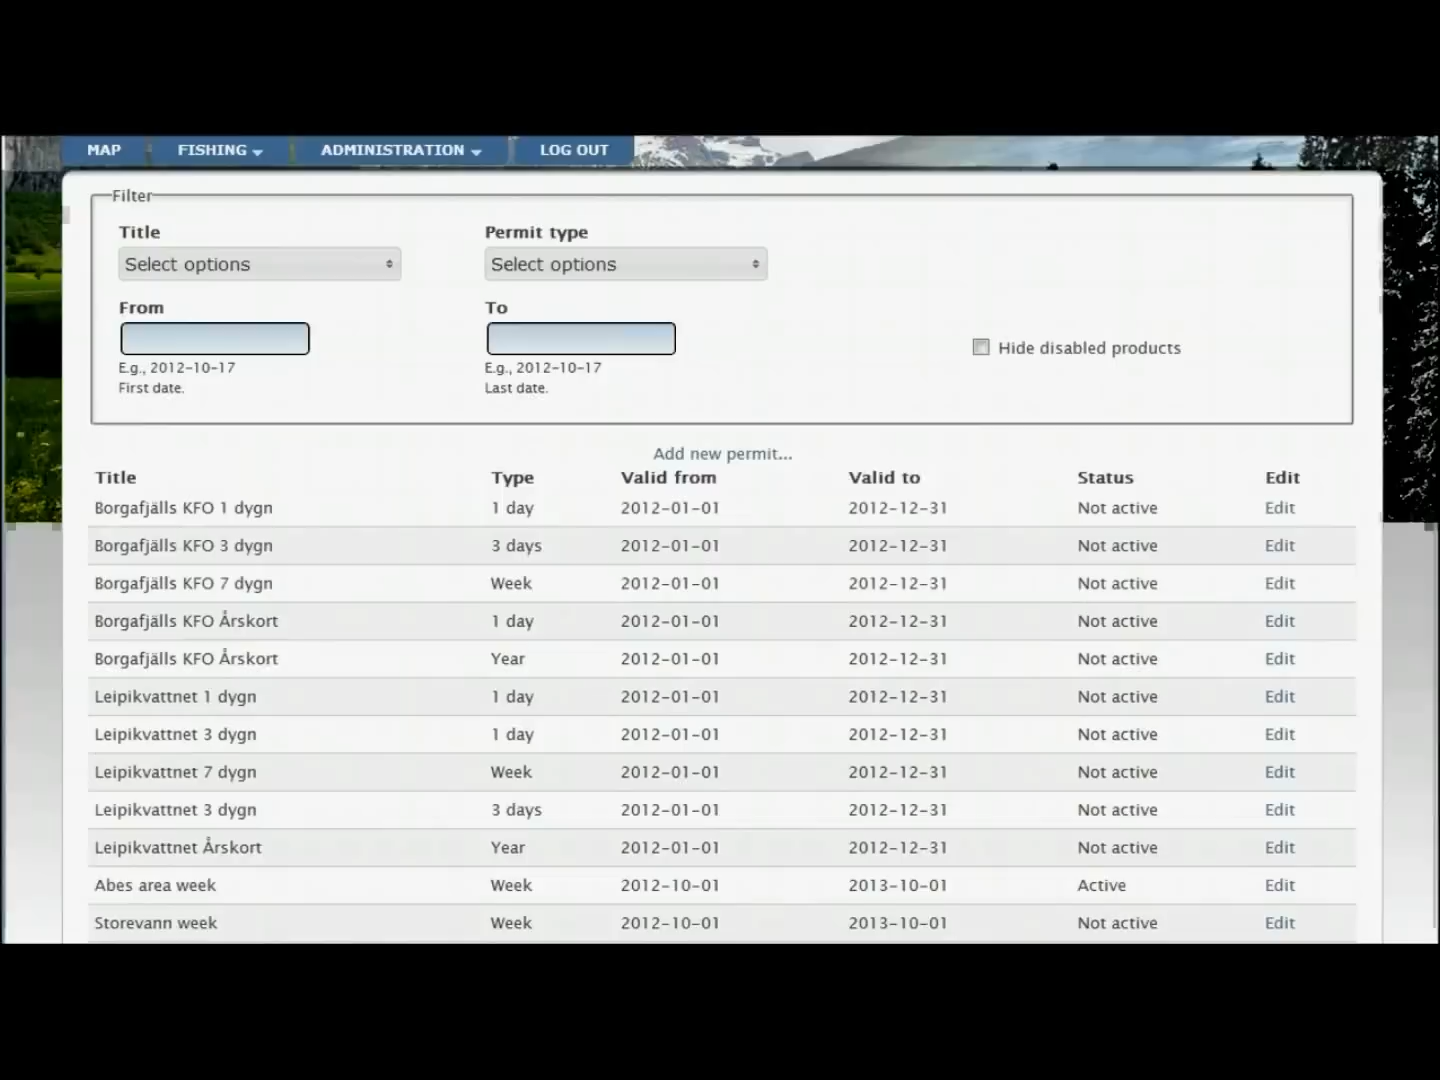 MAP FISHING ADMINISTRATION LOG OUT
Filter
Title Permit type
Select options Select options
From To
Hide disabled products
E.g., 2012-10-17 E.g., 2012-10-17
First date. Last date.
Add new permit...
Title Type Valid from Valid to Status Edit
Borgafjälls KFO 1 dygn 1 day 2012-01-01 2012-12-31 Not active Edit
Borgafjälls KFO 3 dygn 3 days 2012-01-01 2012-12-31 Not active Edit
Borgafjälls KFO 7 dygn Week 2012-01-01 2012-12-31 Not active Edit
Borgafjälls KFO Årskort 1 day 2012-01-01 2012-12-31 Not active Edit
Borgafjälls KFO Årskort Year 2012-01-01 2012-12-31 Not active Edit
Leipikvattnet 1 dygn 1 day 2012-01-01 2012-12-31 Not active Edit
Leipikvattnet 3 dygn 1 day 2012-01-01 2012-12-31 Not active Edit
Leipikvattnet 7 dygn Week 2012-01-01 2012-12-31 Not active Edit
Leipikvattnet 3 dygn 3 days 2012-01-01 2012-12-31 Not active Edit
Leipikvattnet Årskort Year 2012-01-01 2012-12-31 Not active Edit
Abes area week Week 2012-10-01 2013-10-01 Active Edit
Storevann week Week 2012-10-01 2013-10-01 Not active Edit